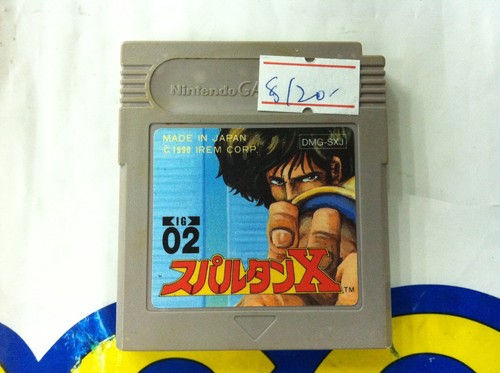 Nintendo GA
$120-
MADE IN JAPAN
C 1990 IREM CORP.
DMG-SXJ
IG
02
スパルタンX
TM